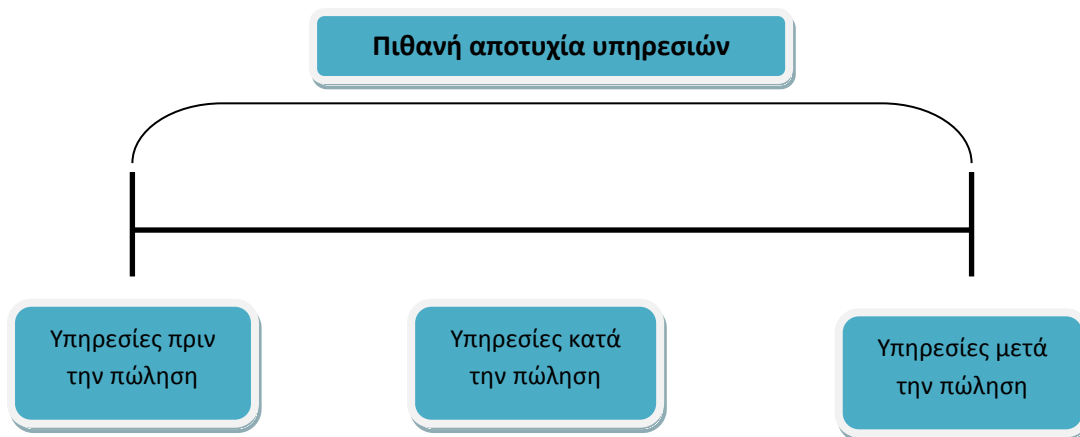 Πιθανή αποτυχία υπηρεσιών
Υπηρεσίες πριν
την πώληση
Υπηρεσίες κατά
την πώληση
Υπηρεσίες μετά
την πώληση